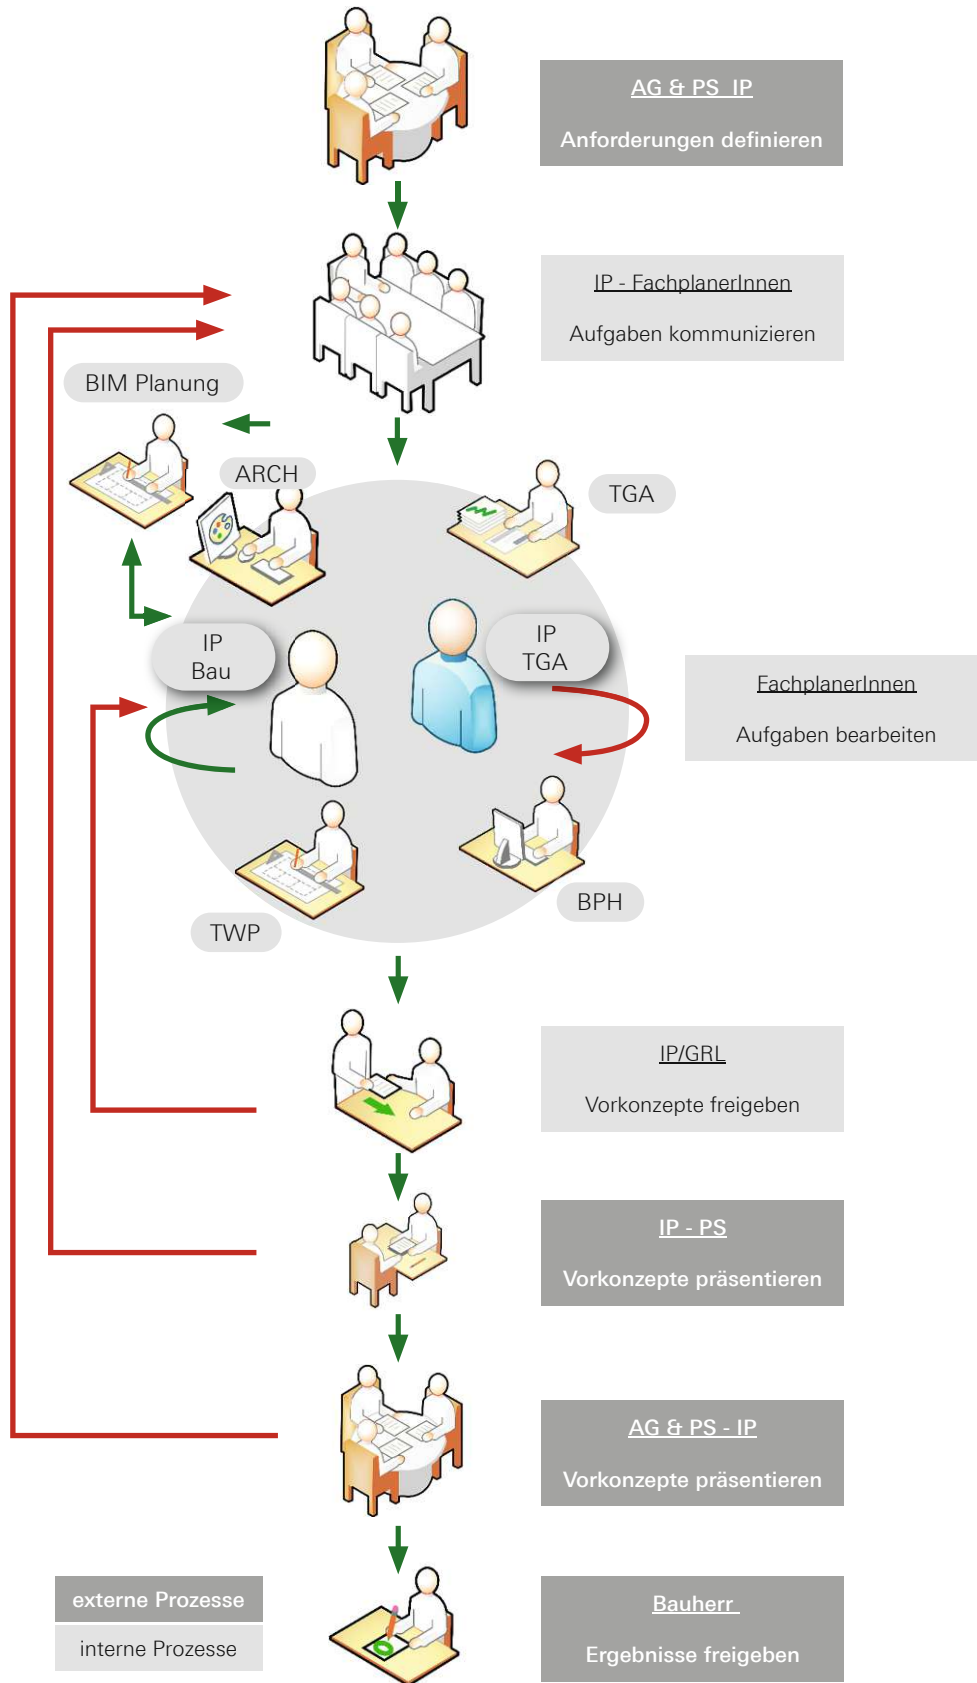 AG & PS  IP
Anforderungen definieren
IP - FachplanerInnen
Aufgaben kommunizieren
BIM Planung
ARCH
TGA
IP
Bau
IP
TGA
FachplanerInnen
Aufgaben bearbeiten
BPH
TWP
IP/GRL
Vorkonzepte freigeben
IP - PS
Vorkonzepte präsentieren
AG & PS - IP
Vorkonzepte präsentieren
externe Prozesse
interne Prozesse
Bauherr
Ergebnisse freigeben